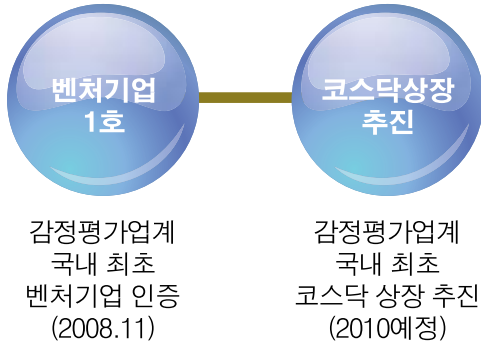 벤처기업
1호
코스닥상장
추진
감정평가업계
국내 최초
벤처기업 인증
(2008.11)
감정평가업계
국내 최초
코스닥 상장 추진
(2010예정)